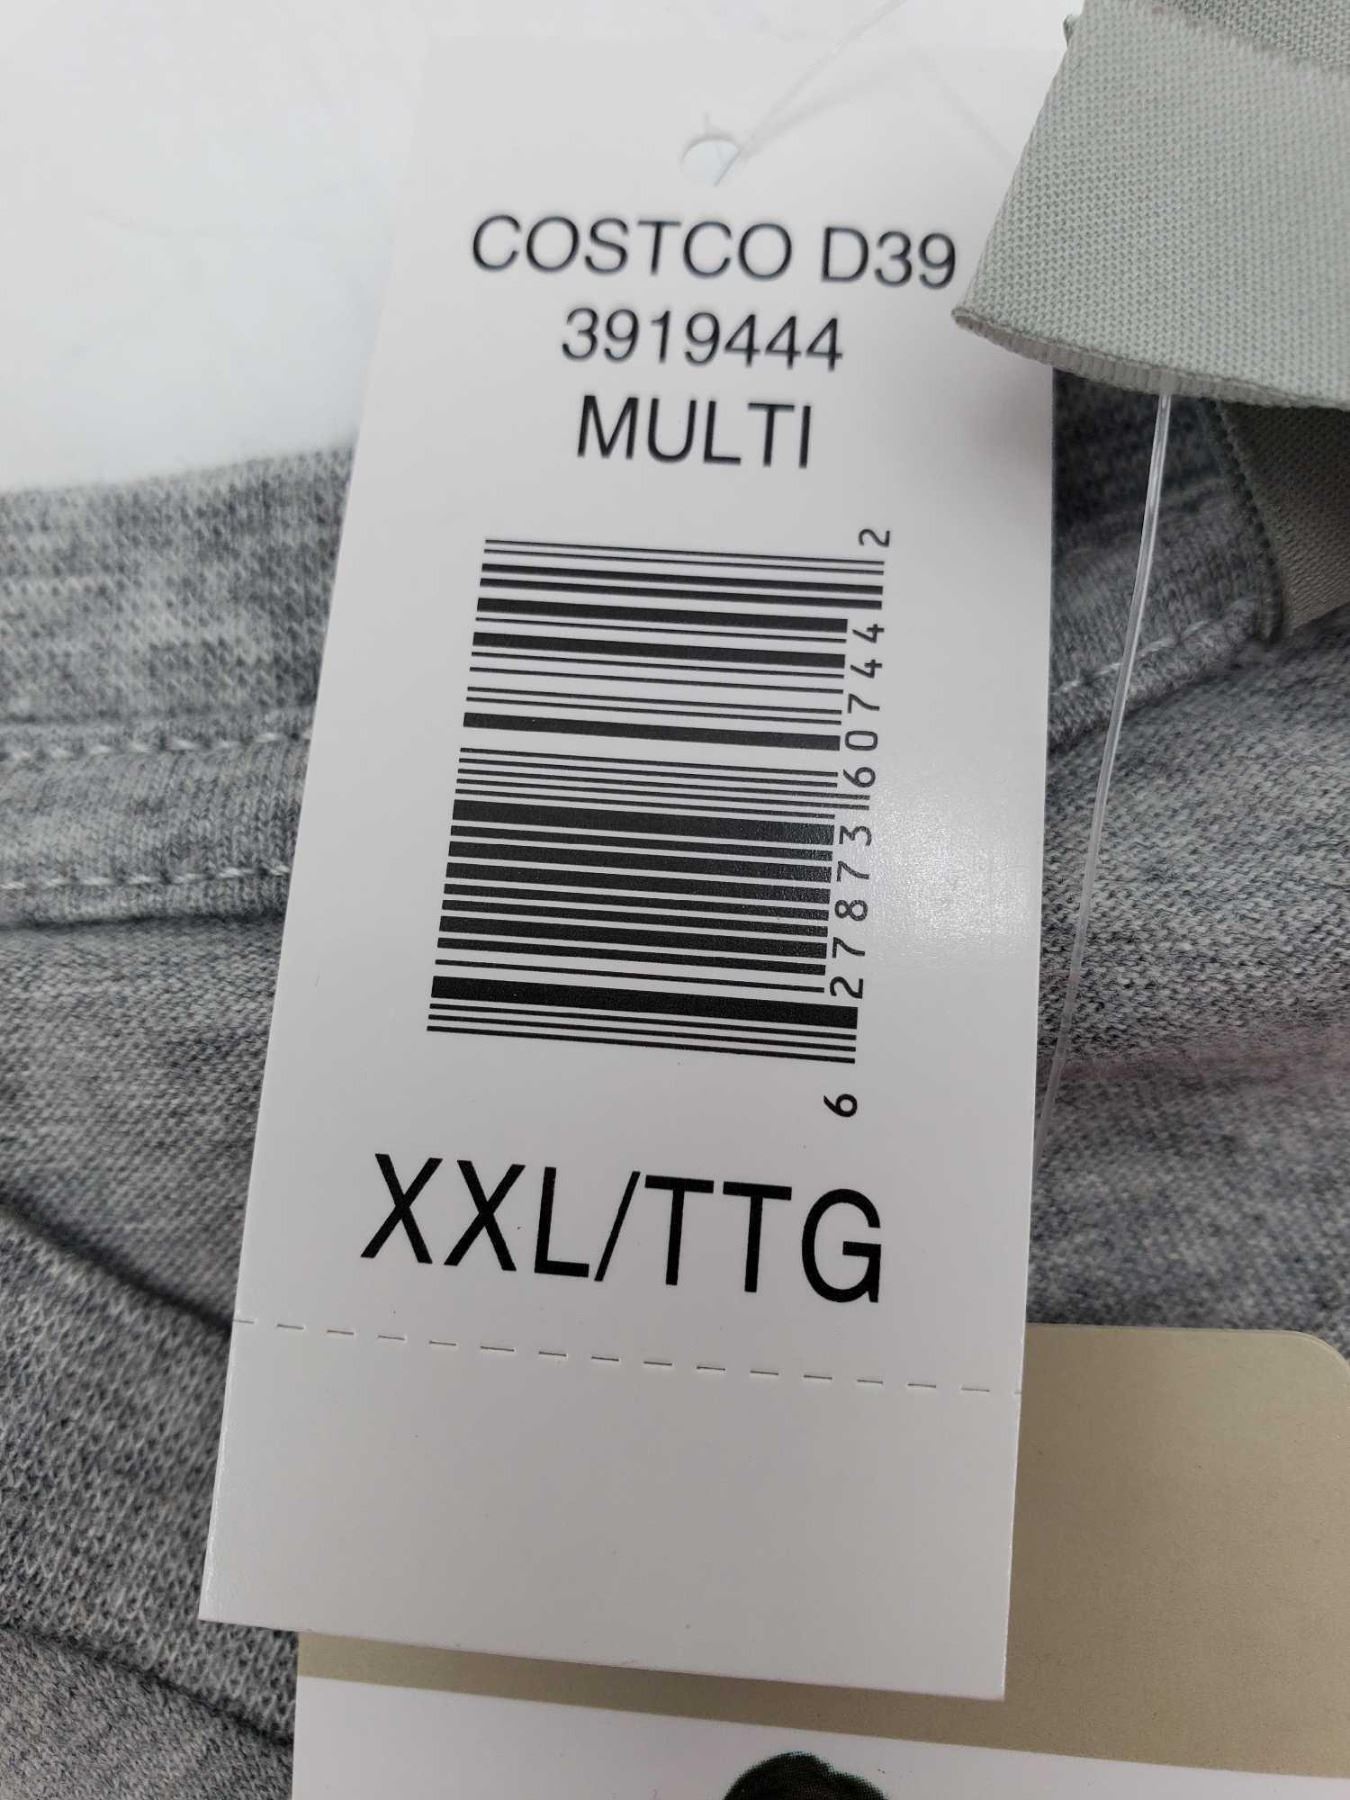 COSTCO D39
3919444
MULTI
6 27873 60744 2
XXL/TTG